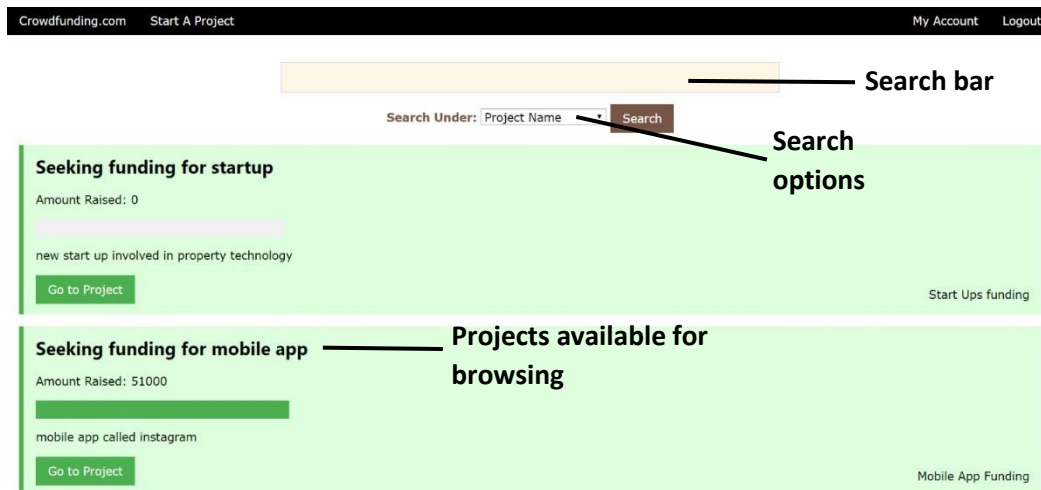 Crowdfunding.com Start A Project My Account Logout
Search bar
Search Under: Project Name Search
Search
options
Seeking funding for startup
Amount Raised: 0
new start up involved in property technology
Go to Project
Start Ups funding
Seeking funding for mobile app
Projects available for
browsing
Amount Raised: 51000
mobile app called instagram
Go to Project
Mobile App Funding